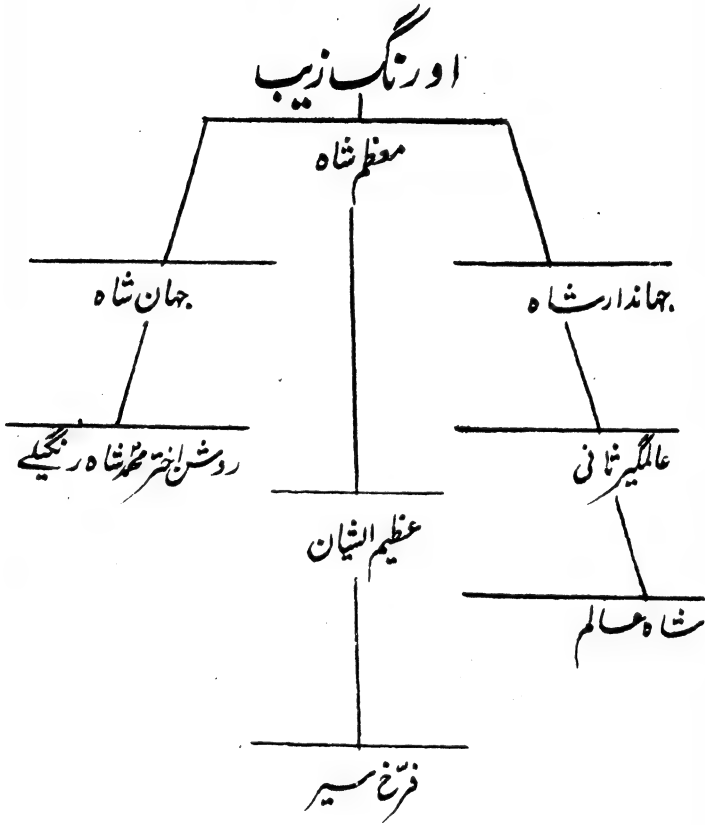 اورنگ زیب
معظم شاہ
جہاندار شاہ
جہان شاہ
عالمگیر ثانی
روشن اختر محمد شاہ رنگیلے
عظیم الشان
شاہ عالم
فرّخ سیر